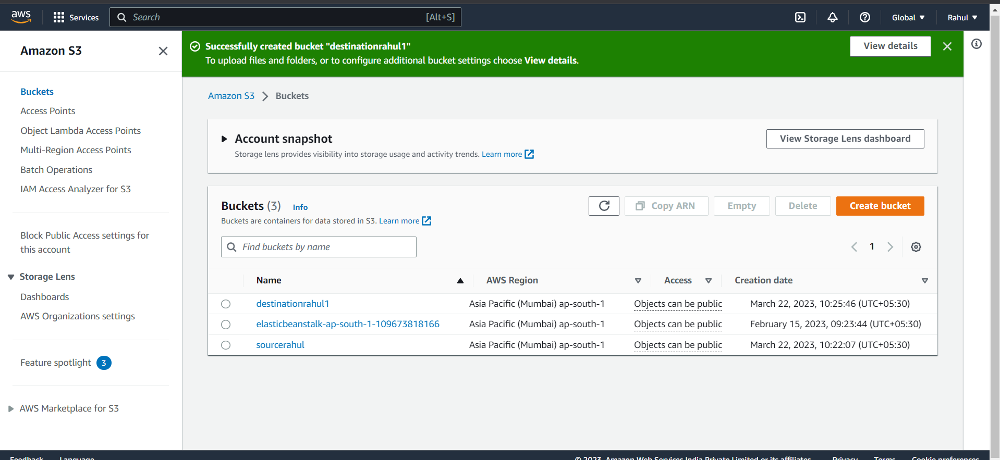 aws
Services
Search [Alt+S]
Global
Rahul
Amazon S3
Buckets
Access Points
Object Lambda Access Points
Multi-Region Access Points
Batch Operations
IAM Access Analyzer for S3
Block Public Access settings for
this account
Storage Lens
Dashboards
AWS Organizations settings
Feature spotlight 3
AWS Marketplace for S3
Successfully created bucket "destinationrahul1"
To upload files and folders, or to configure additional bucket settings choose View details.
View details
Amazon S3 Buckets
Account snapshot
Storage lens provides visibility into storage usage and activity trends. Learn more
View Storage Lens dashboard
Buckets (3) Info
Buckets are containers for data stored in S3. Learn more
Copy ARN
Empty
Delete
Create bucket
Find buckets by name
1
Name AWS Region Access Creation date
destinationrahul1 Asia Pacific (Mumbai) ap-south-1 Objects can be public March 22, 2023, 10:25:46 (UTC+05:30)
elasticbeanstalk-ap-south-1-109673818166 Asia Pacific (Mumbai) ap-south-1 Objects can be public February 15, 2023, 09:23:44 (UTC+05:30)
sourcerahul Asia Pacific (Mumbai) ap-south-1 Objects can be public March 22, 2023, 10:22:07 (UTC+05:30)
Feedback Language © 2023, Amazon Web Services India Private Limited or its affiliates. Privacy Terms Cookie preferences